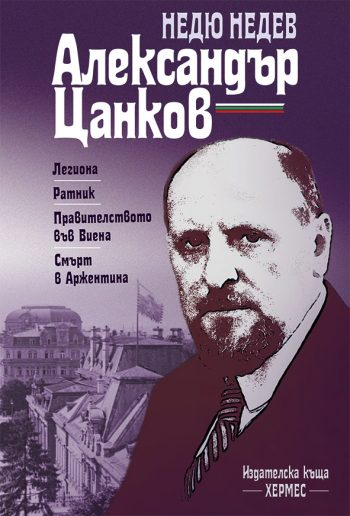 НЕДЮ НЕДЕВ
Александър
Цанков
Легиона
Ратник
Правителството
във Виена
Смърт
в Аржентина
Издателска къща
ХЕРМЕС